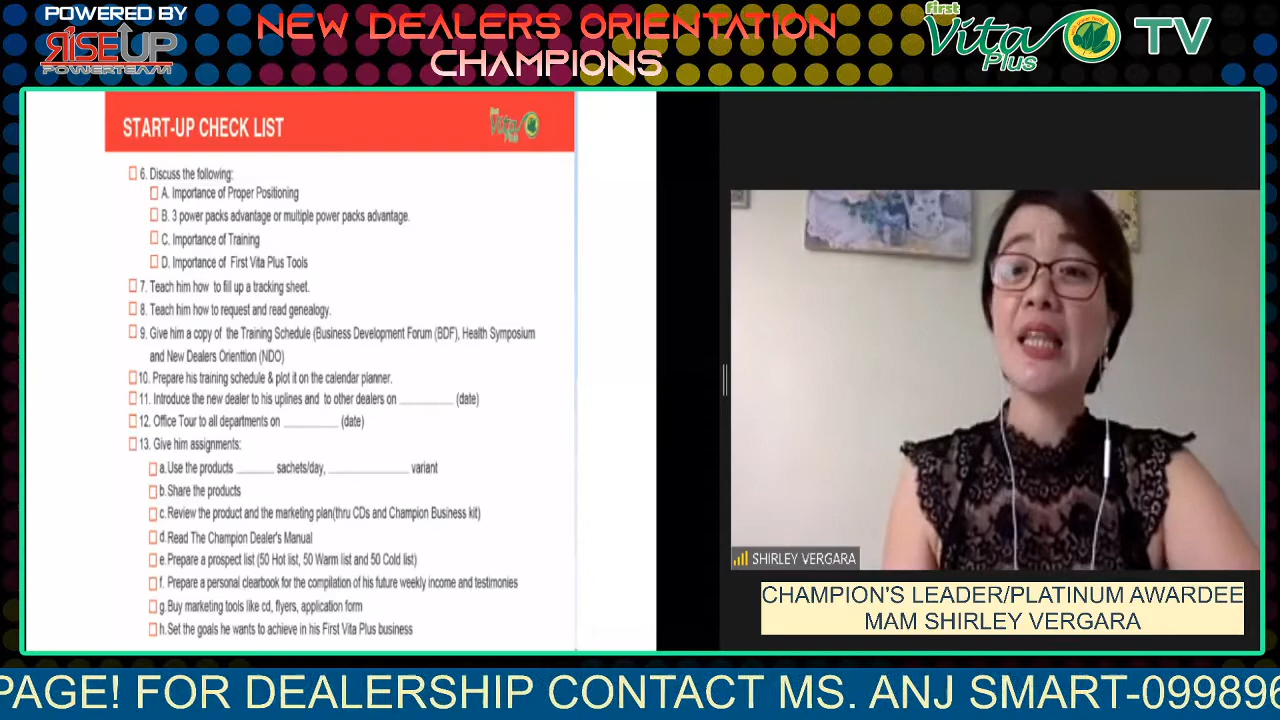 POWERED BY
RISEUP
POWERTEAM
NEW DEALERS ORIENTATION
CHAMPIONS
First
Vita
Plus
TV
START-UP CHECK LIST
Vita
Plus
6. Discuss the following:
A. Importance of Proper Positioning
B. 3 power packs advantage or multiple power packs advantage.
C. Importance of Training
D. Importance of First Vita Plus Tools
7. Teach him how to fill up a tracking sheet.
8. Teach him how to request and read genealogy.
9. Give him a copy of the Training Schedule (Business Development Forum (BDF), Health Symposium
and New Dealers Orienttion (NDO)
10. Prepare his training schedule & plot it on the calendar planner.
11. Introduce the new dealer to his uplines and to other dealers on ________ (date)
12. Office Tour to all departments on ________ (date)
13. Give him assignments:
a. Use the products _____ sachets/day, ___________ variant
b. Share the products
c. Review the product and the marketing plan(thru CDs and Champion Business kit)
d. Read The Champion Dealer's Manual
e. Prepare a prospect list (50 Hot list, 50 Warm list and 50 Cold list)
f. Prepare a personal clearbook for the compilation of his future weekly income and testimonies
g. Buy marketing tools like cd, flyers, application form
h. Set the goals he wants to achieve in his First Vita Plus business
SHIRLEY VERGARA
CHAMPION'S LEADER/PLATINUM AWARDEE
MAM SHIRLEY VERGARA
PAGE! FOR DEALERSHIP CONTACT MS. ANJ SMART-099896